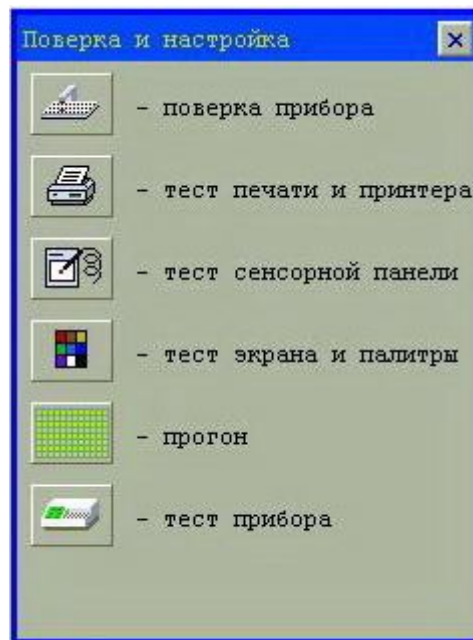 Поверка и настройка
- поверка прибора
- тест печати и принтера
- тест сенсорной панели
- тест экрана и палитры
- прогон
- тест прибора